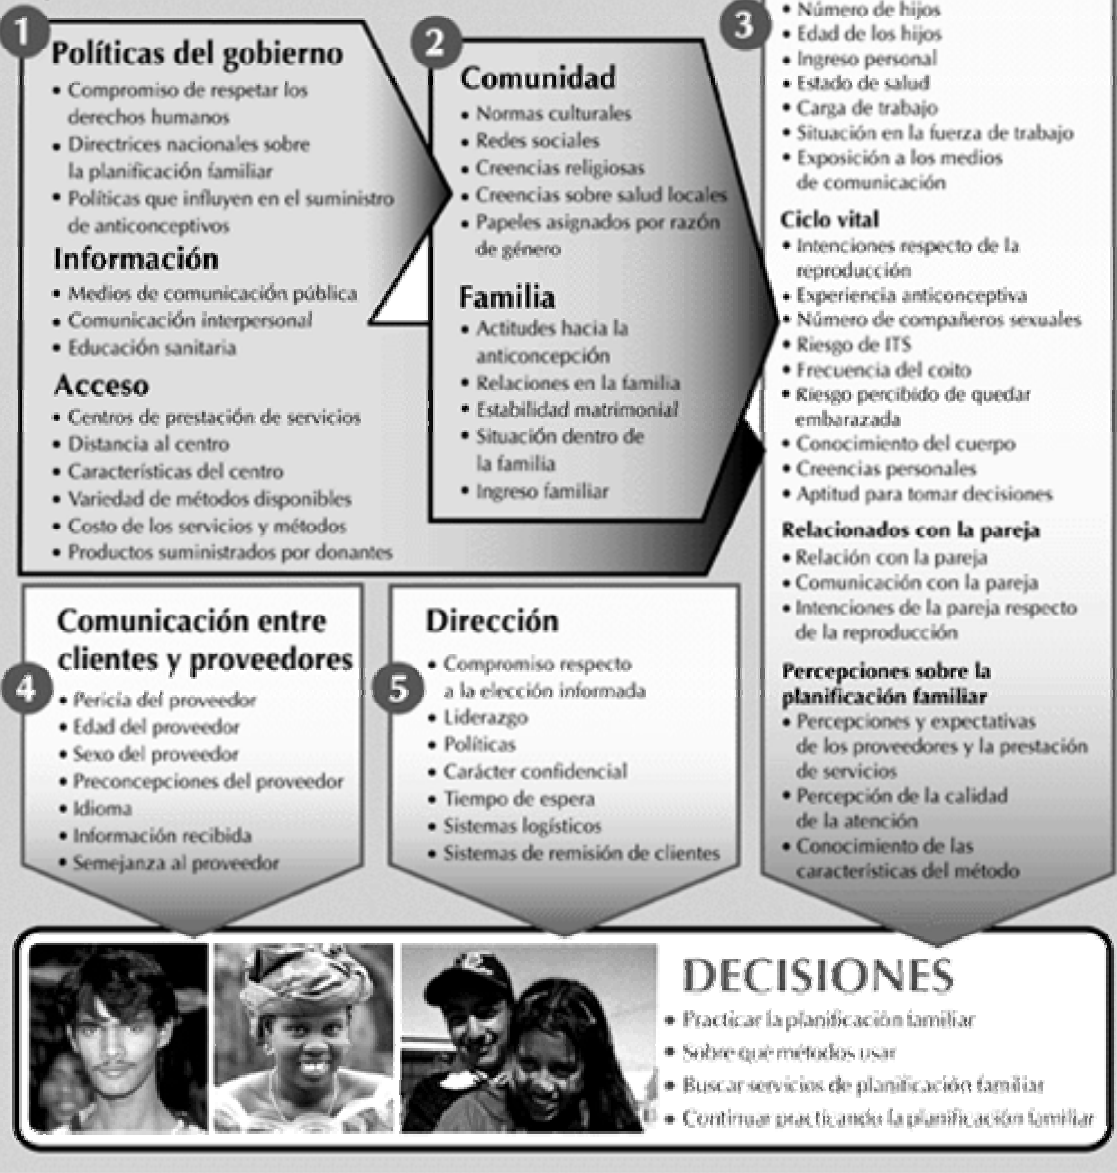 1
Políticas del gobierno
• Compromiso de respetar los
derechos humanos
• Directrices nacionales sobre
la planificación familiar
• Políticas que influyen en el suministro
de anticonceptivos
Información
• Medios de comunicación pública
• Comunicación interpersonal
• Educación sanitaria
Acceso
• Centros de prestación de servicios
• Distancia al centro
• Características del centro
• Variedad de métodos disponibles
• Costo de los servicios y métodos
• Productos suministrados por donantes
2
Comunidad
• Normas culturales
• Redes sociales
• Creencias religiosas
• Creencias sobre salud locales
• Papeles asignados por razón
de género
Familia
• Actitudes hacia la
anticoncepción
• Relaciones en la familia
• Estabilidad matrimonial
• Situación dentro de
la familia
• Ingreso familiar
3
• Número de hijos
• Edad de los hijos
• Ingreso personal
• Estado de salud
• Carga de trabajo
• Situación en la fuerza de trabajo
• Exposición a los medios
de comunicación
Ciclo vital
• Intenciones respecto de la
reproducción
• Experiencia anticonceptiva
• Número de compañeros sexuales
• Riesgo de ITS
• Frecuencia del coito
• Riesgo percibido de quedar
embarazada
• Conocimiento del cuerpo
• Creencias personales
• Aptitud para tomar decisiones
Relacionados con la pareja
• Relación con la pareja
• Comunicación con la pareja
• Intenciones de la pareja respecto
de la reproducción
Percepciones sobre la
planificación familiar
• Percepciones y expectativas
de los proveedores y la prestación
de servicios
• Percepción de la calidad
de la atención
• Conocimiento de las
características del método
4
Comunicación entre
clientes y proveedores
• Pericia del proveedor
• Edad del proveedor
• Sexo del proveedor
• Preconcepciones del proveedor
• Idioma
• Información recibida
• Semejanza al proveedor
5
Dirección
• Compromiso respecto
a la elección informada
• Liderazgo
• Políticas
• Carácter confidencial
• Tiempo de espera
• Sistemas logísticos
• Sistemas de remisión de clientes
DECISIONES
• Practicar la planificación familiar
• Sobre qué métodos usar
• Buscar servicios de planificación familiar
• Continuar practicando la planificación familiar